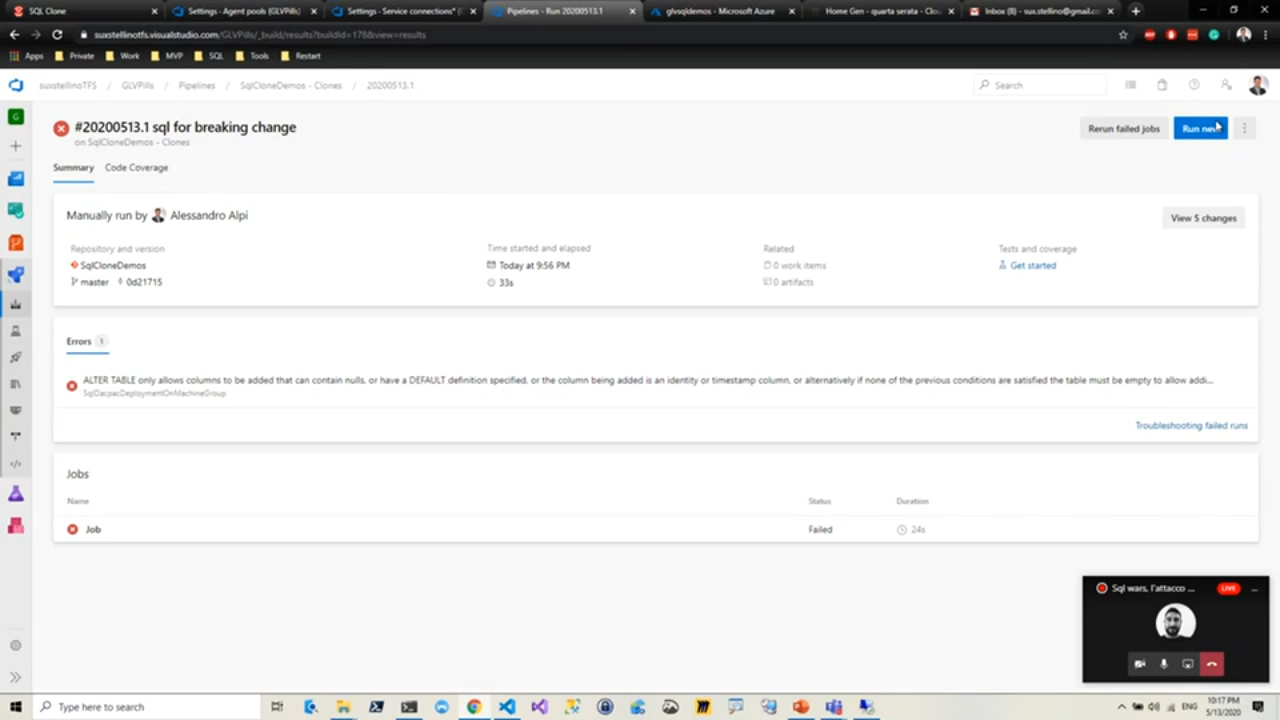 SQL Clone
Settings - Agent pools (GLVPills)
Settings - Service connections*
Pipelines - Run 20200513.1
glvsqldemos - Microsoft Azure
Home Gen - quarta serata - Clo
Inbox (8) - sux.stellino@gmail.c
suxstellinotfs.visualstudio.com/GLVPills/_build/results?buildId=178&view=results
Apps
Private
Work
MVP
SQL
Tools
Restart
suxstellinoTFS / GLVPills / Pipelines / SqlCloneDemos - Clones / 20200513.1
Search
#20200513.1 sql for breaking change
on SqlCloneDemos - Clones
Rerun failed jobs
Run new
Summary
Code Coverage
Manually run by Alessandro Alpi
View 5 changes
Repository and version
Time started and elapsed
Related
Tests and coverage
SqlCloneDemos
Today at 9:56 PM
0 work items
Get started
master 0d21715
33s
0 artifacts
Errors 1
ALTER TABLE only allows columns to be added that can contain nulls, or have a DEFAULT definition specified, or the column being added is an identity or timestamp column, or alternatively if none of the previous conditions are satisfied the table must be empty to allow addi...
SqlDacpacDeploymentOnMachineGroup
Troubleshooting failed runs
Jobs
Name
Status
Duration
Job
Failed
24s
Sql wars, l'attacco ...
LIVE
Type here to search
ENG
10:17 PM
5/13/2020